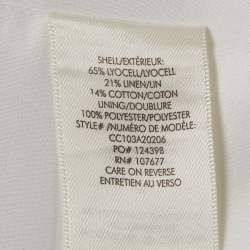 SHELL/EXTÉRIEUR:
65% LYOCELL/LYOCELL
21% LINEN/LIN
14% COTTON/COTON
LINING/DOUBLURE
100% POLYESTER/POLYESTER
STYLE# /NUMÉRO DE MODÈLE:
CC103A20206
PO# 124398
RN# 107677
CARE ON REVERSE
ENTRETIEN AU VERSO